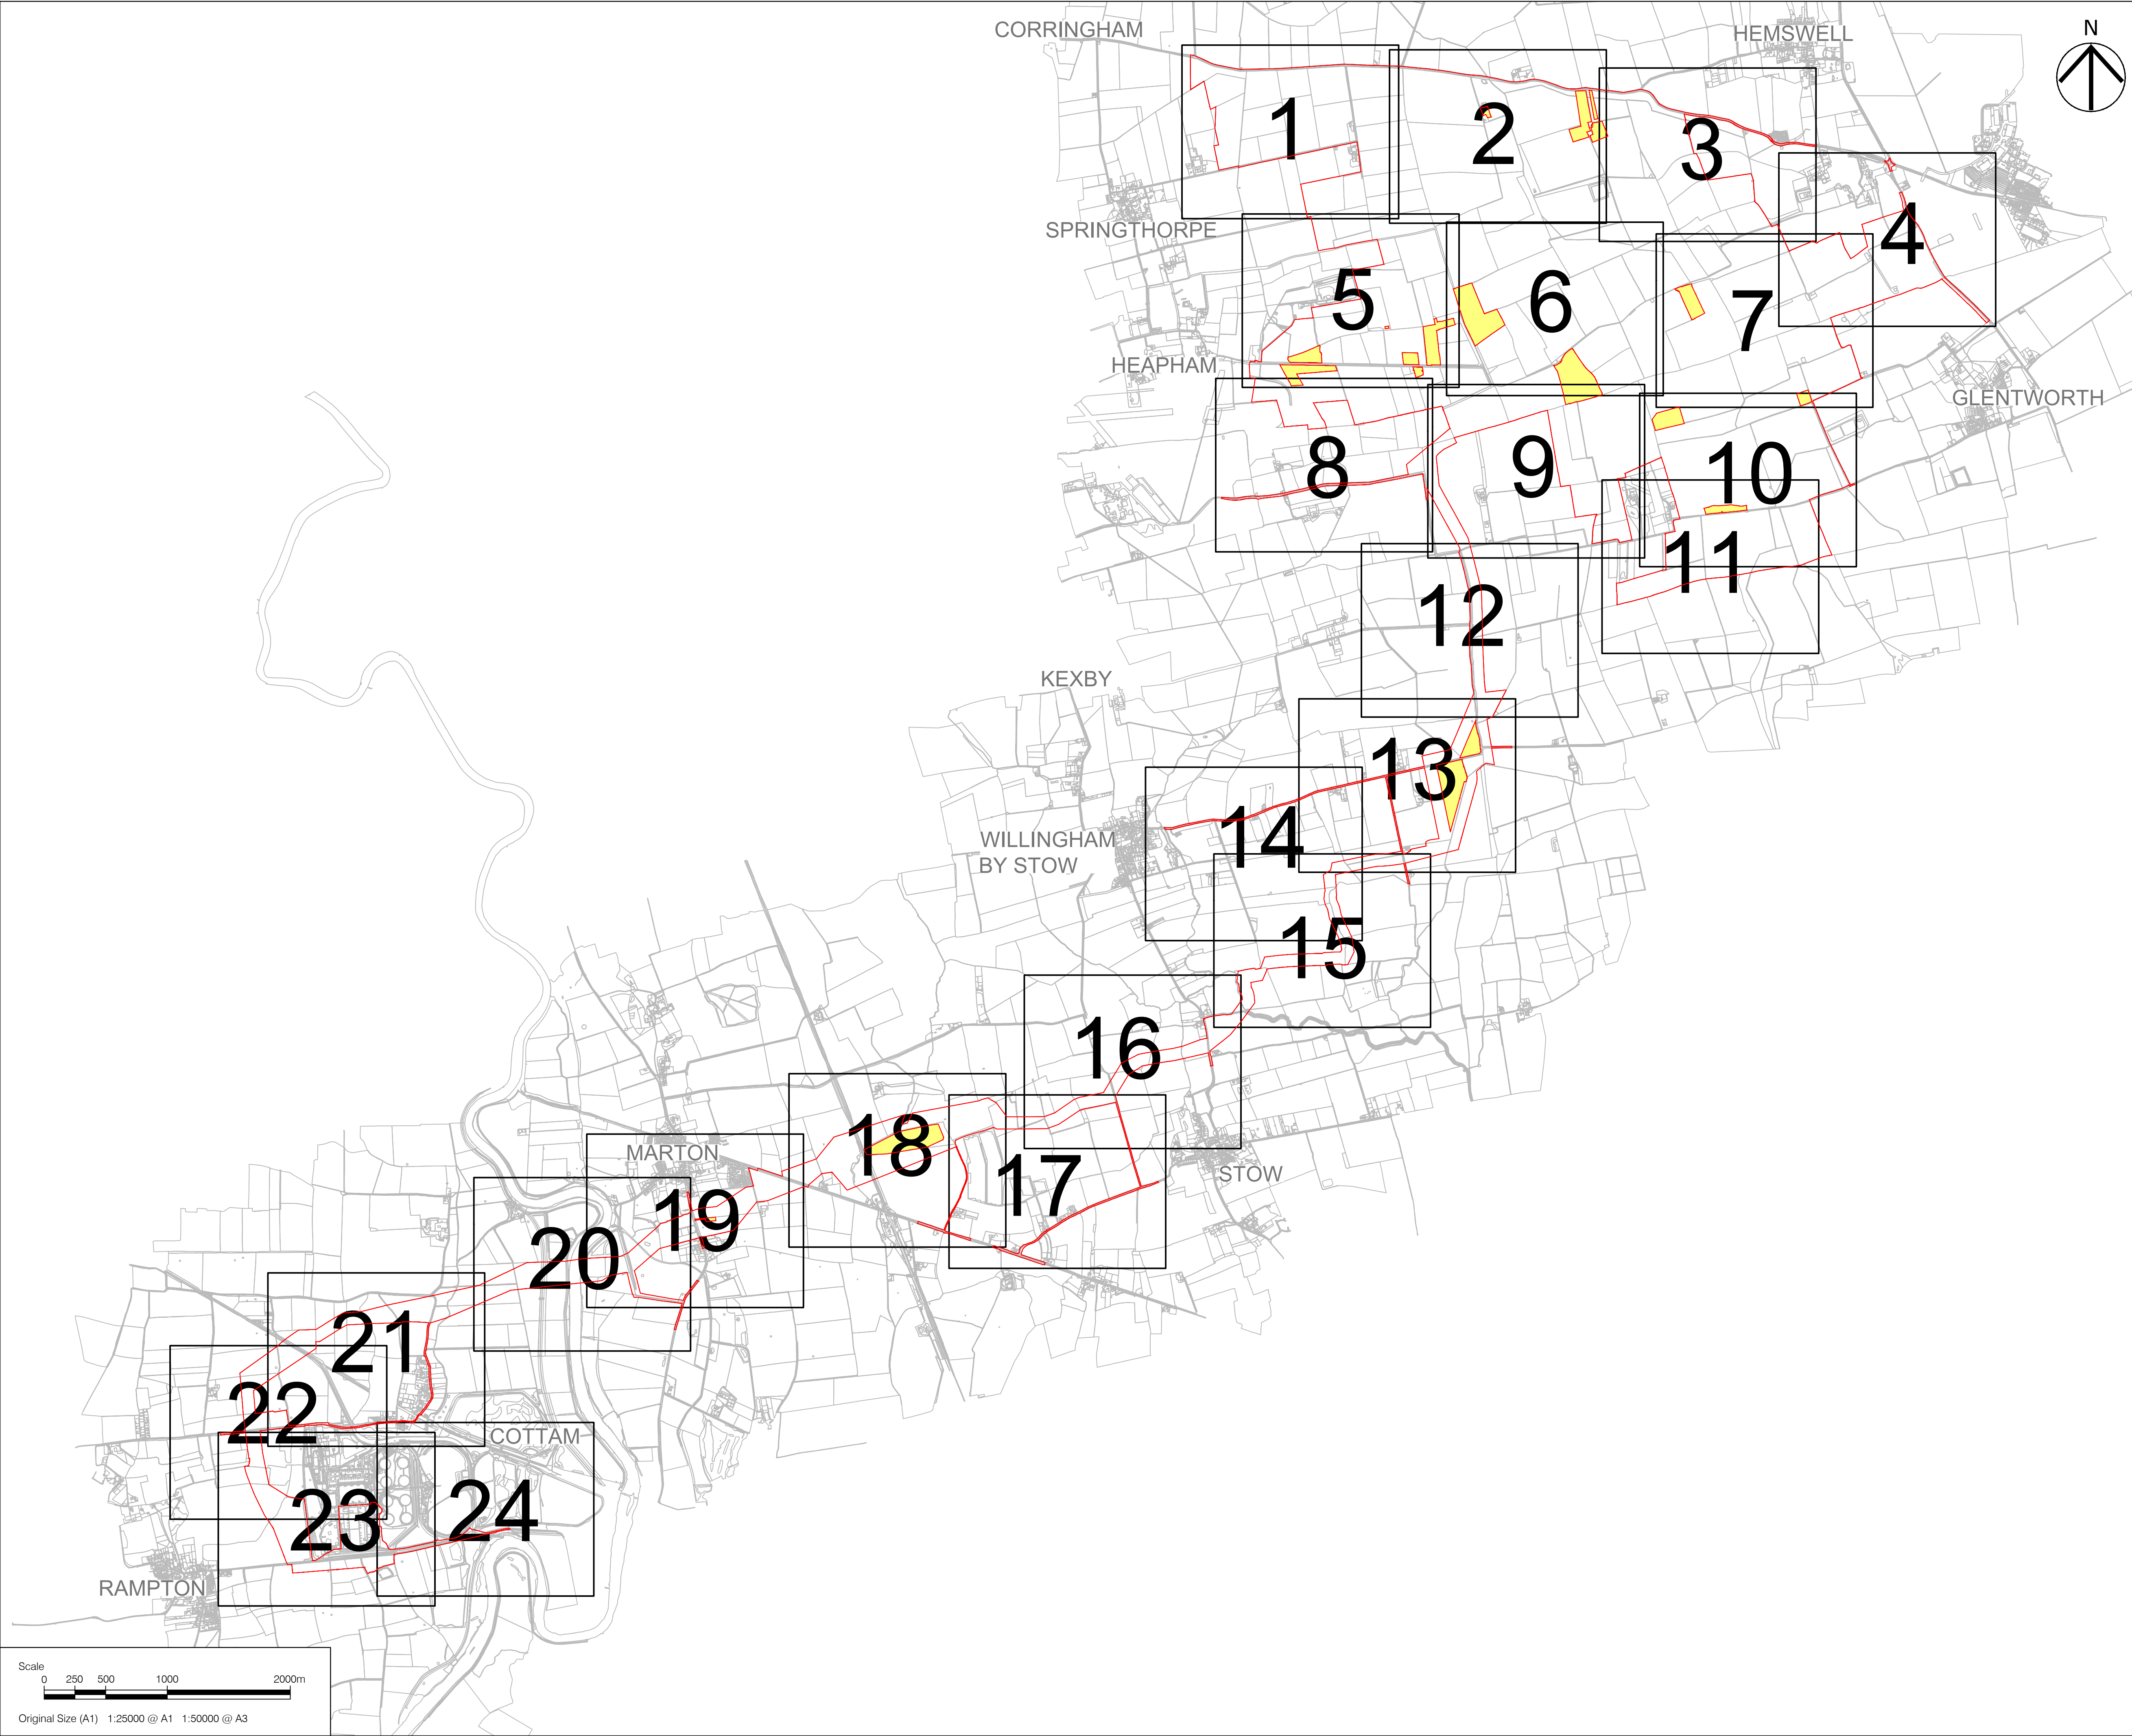 CORRINGHAM
HEMSWELL
N
1
2
3
SPRINGTHORPE
4
5
6
7
HEAPHAM
GLENTWORTH
8
9
10
11
12
KEXBY
13
WILLINGHAM
BY STOW
14
15
16
MARTON
18
17
STOW
19
20
21
22
COTTAM
23
24
RAMPTON
Scale
0 250 500 1000 2000m
Original Size (A1) 1:25000 @ A1 1:50000 @ A3